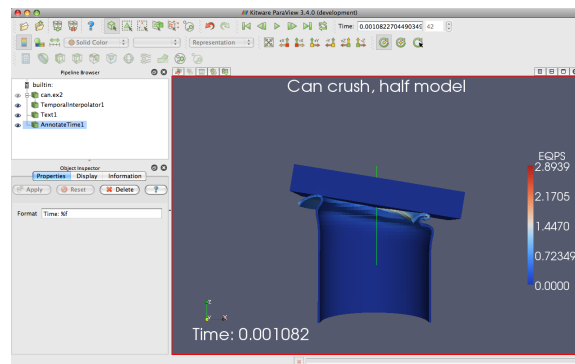 Kitware ParaView 3.4.0 (development)
Time: 0.0010822704490349 42
Solid Color
Representation
Pipeline Browser
builtin:
can.ex2
TemporalInterpolator1
Text1
AnnotateTime1
Object Inspector
Properties Display Information
Apply Reset Delete ?
Format Time: %f
Can crush, half model
EQPS
2.8939
2.1705
1.4470
0.72349
0.0000
Time: 0.001082